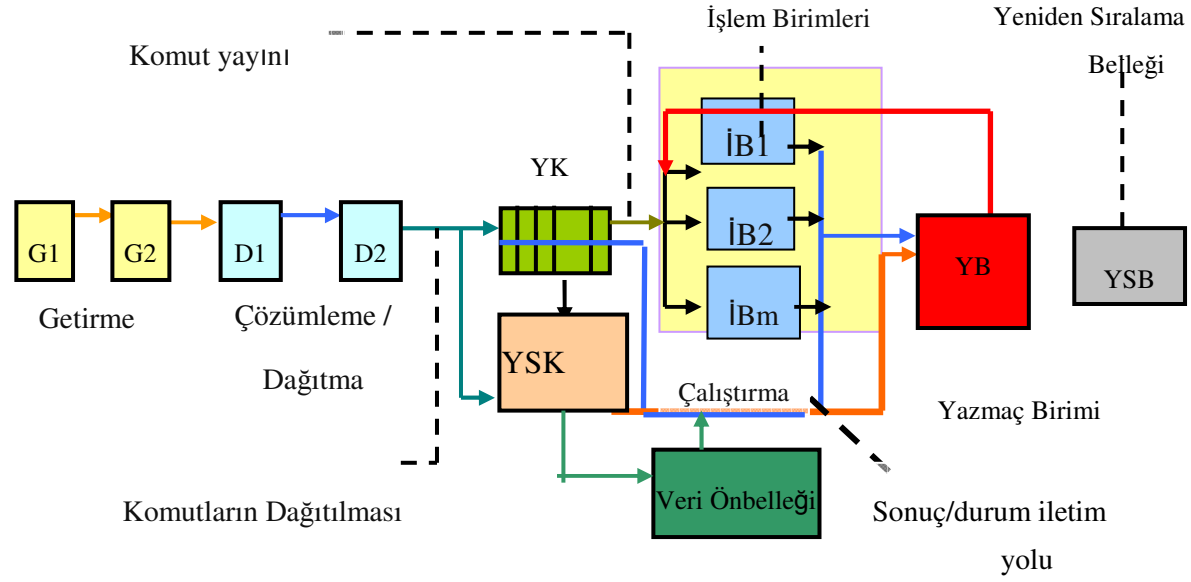 İşlem Birimleri
Yeniden Sıralama
Belleği
Komut yayını
YK
İB1
İB2
İBm
G1
G2
D1
D2
YB
YSB
Getirme
Çözümleme /
Dağıtma
YSK
Çalıştırma
Yazmaç Birimi
Veri Önbelleği
Komutların Dağıtılması
Sonuç/durum iletim
yolu